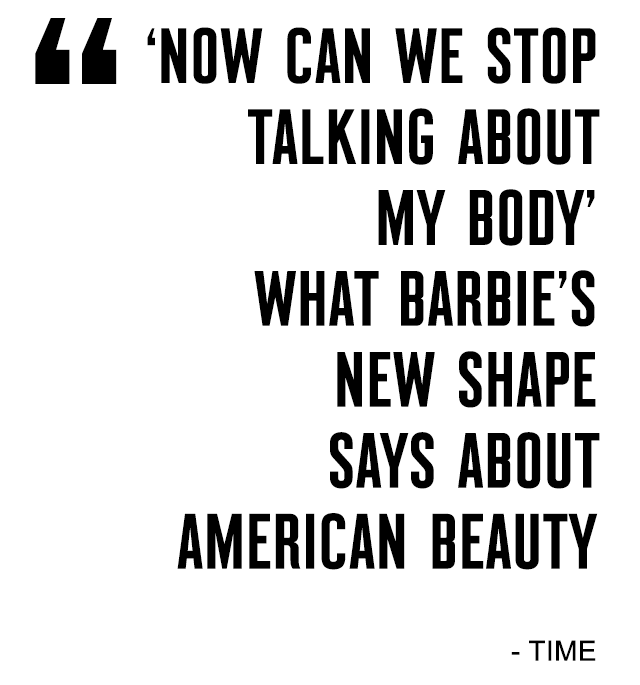 “ ‘NOW CAN WE STOP
TALKING ABOUT
MY BODY’
WHAT BARBIE’S
NEW SHAPE
SAYS ABOUT
AMERICAN BEAUTY
- TIME